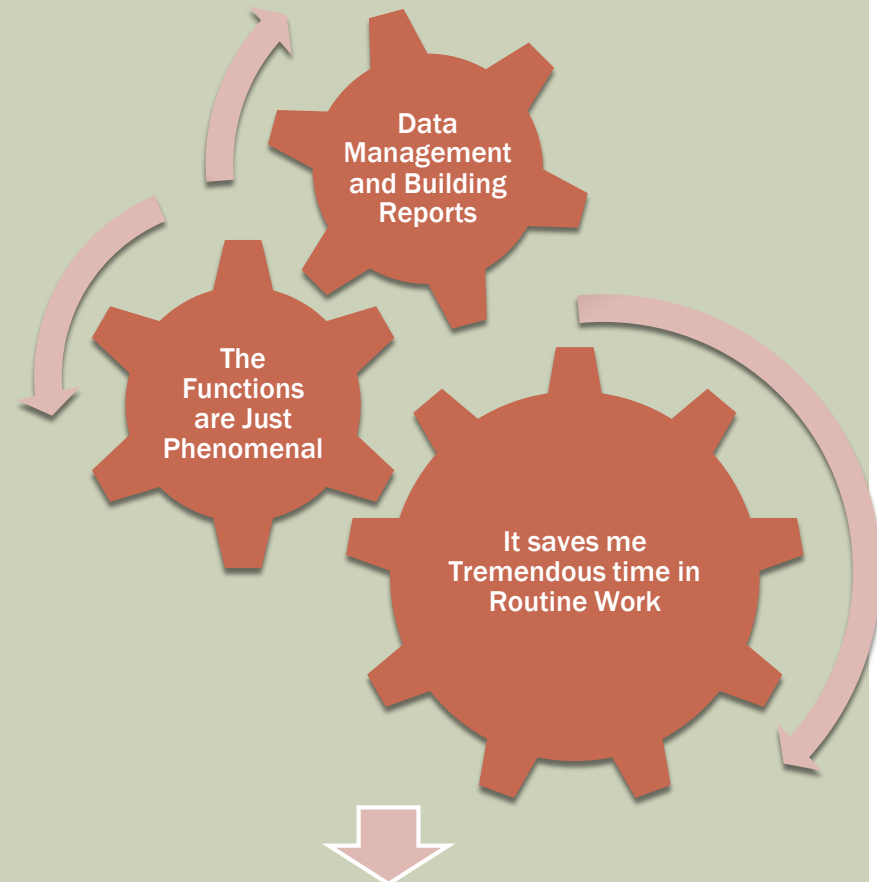 Data
Management
and Building
Reports
The
Functions
are Just
Phenomenal
It saves me
Tremendous time in
Routine Work